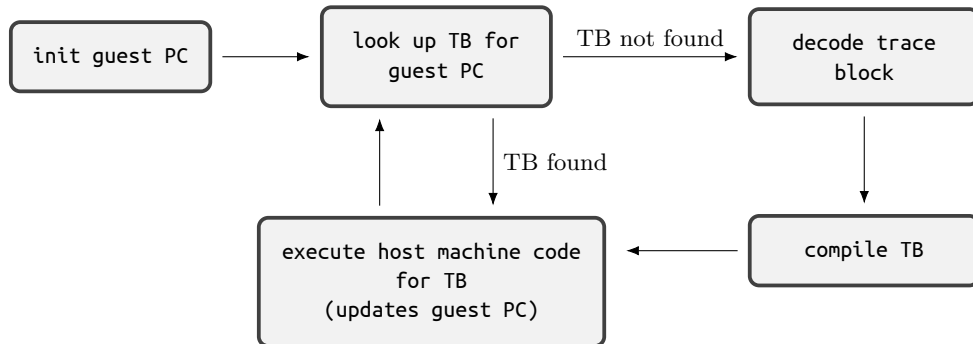 init guest PC
look up TB for
guest PC
TB not found
decode trace
block
TB found
execute host machine code
for TB
(updates guest PC)
compile TB